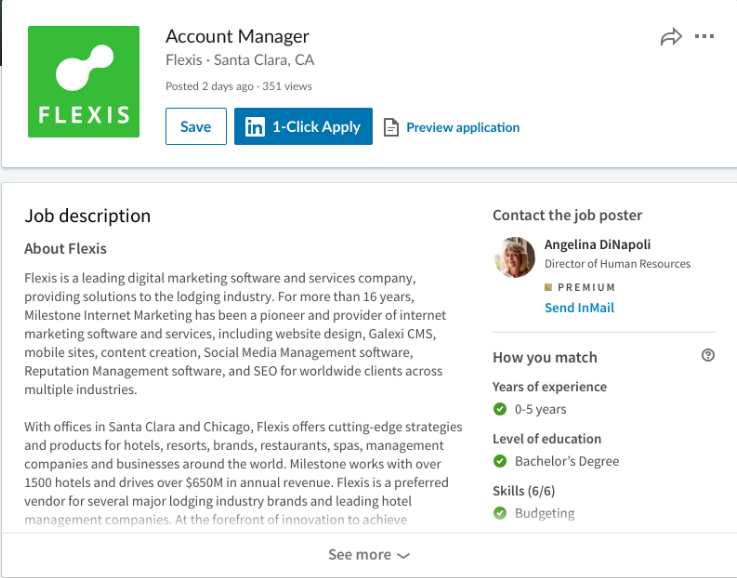 FLEXIS
Account Manager
Flexis · Santa Clara, CA
Posted 2 days ago · 351 views
Save
in 1-Click Apply
Preview application
Job description
About Flexis
Flexis is a leading digital marketing software and services company,
providing solutions to the lodging industry. For more than 16 years,
Milestone Internet Marketing has been a pioneer and provider of internet
marketing software and services, including website design, Galexi CMS,
mobile sites, content creation, Social Media Management software,
Reputation Management software, and SEO for worldwide clients across
multiple industries.
With offices in Santa Clara and Chicago, Flexis offers cutting-edge strategies
and products for hotels, resorts, brands, restaurants, spas, management
companies and businesses around the world. Milestone works with over
1500 hotels and drives over $650M in annual revenue. Flexis is a preferred
vendor for several major lodging industry brands and leading hotel
management companies. At the forefront of innovation to achieve
Contact the job poster
Angelina DiNapoli
Director of Human Resources
PREMIUM
Send InMail
How you match
?
Years of experience
0-5 years
Level of education
Bachelor's Degree
Skills (6/6)
Budgeting
See more